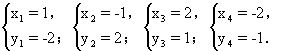 x₁ = 1, x₂ = -1, x₃ = 2, x₄ = -2,
y₁ = -2; y₂ = 2; y₃ = 1; y₄ = -1.